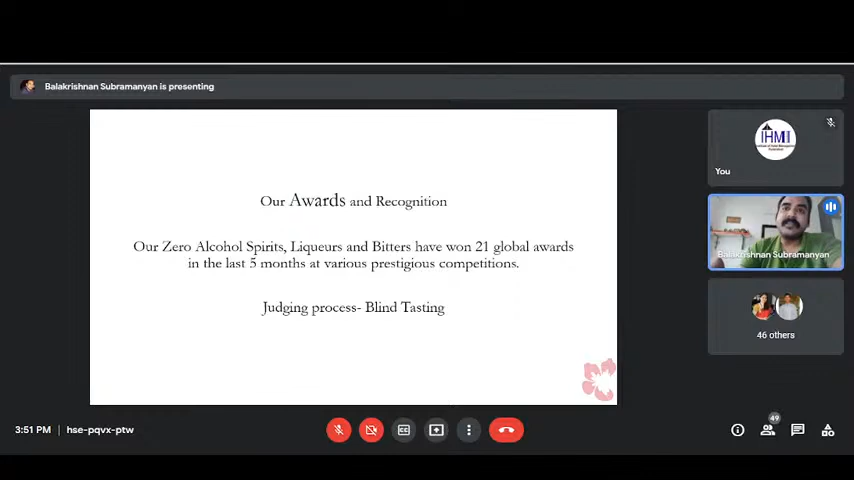 Balakrishnan Subramanyan is presenting
Our Awards and Recognition
Our Zero Alcohol Spirits, Liqueurs and Bitters have won 21 global awards
in the last 5 months at various prestigious competitions.
Judging process- Blind Tasting
IHM
You
Balakrishnan Subramanyan
46 others
3:51 PM
hse-pqvx-ptw
49